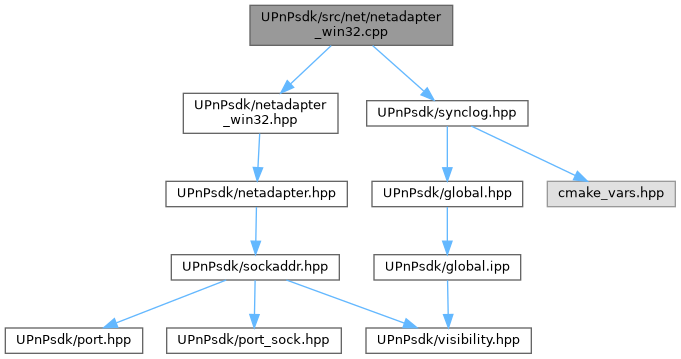 UPnPsdk/src/net/netadapter
_win32.cpp
UPnPsdk/netadapter
_win32.hpp
UPnPsdk/synclog.hpp
UPnPsdk/netadapter.hpp
UPnPsdk/global.hpp
cmake_vars.hpp
UPnPsdk/sockaddr.hpp
UPnPsdk/global.ipp
UPnPsdk/port.hpp
UPnPsdk/port_sock.hpp
UPnPsdk/visibility.hpp